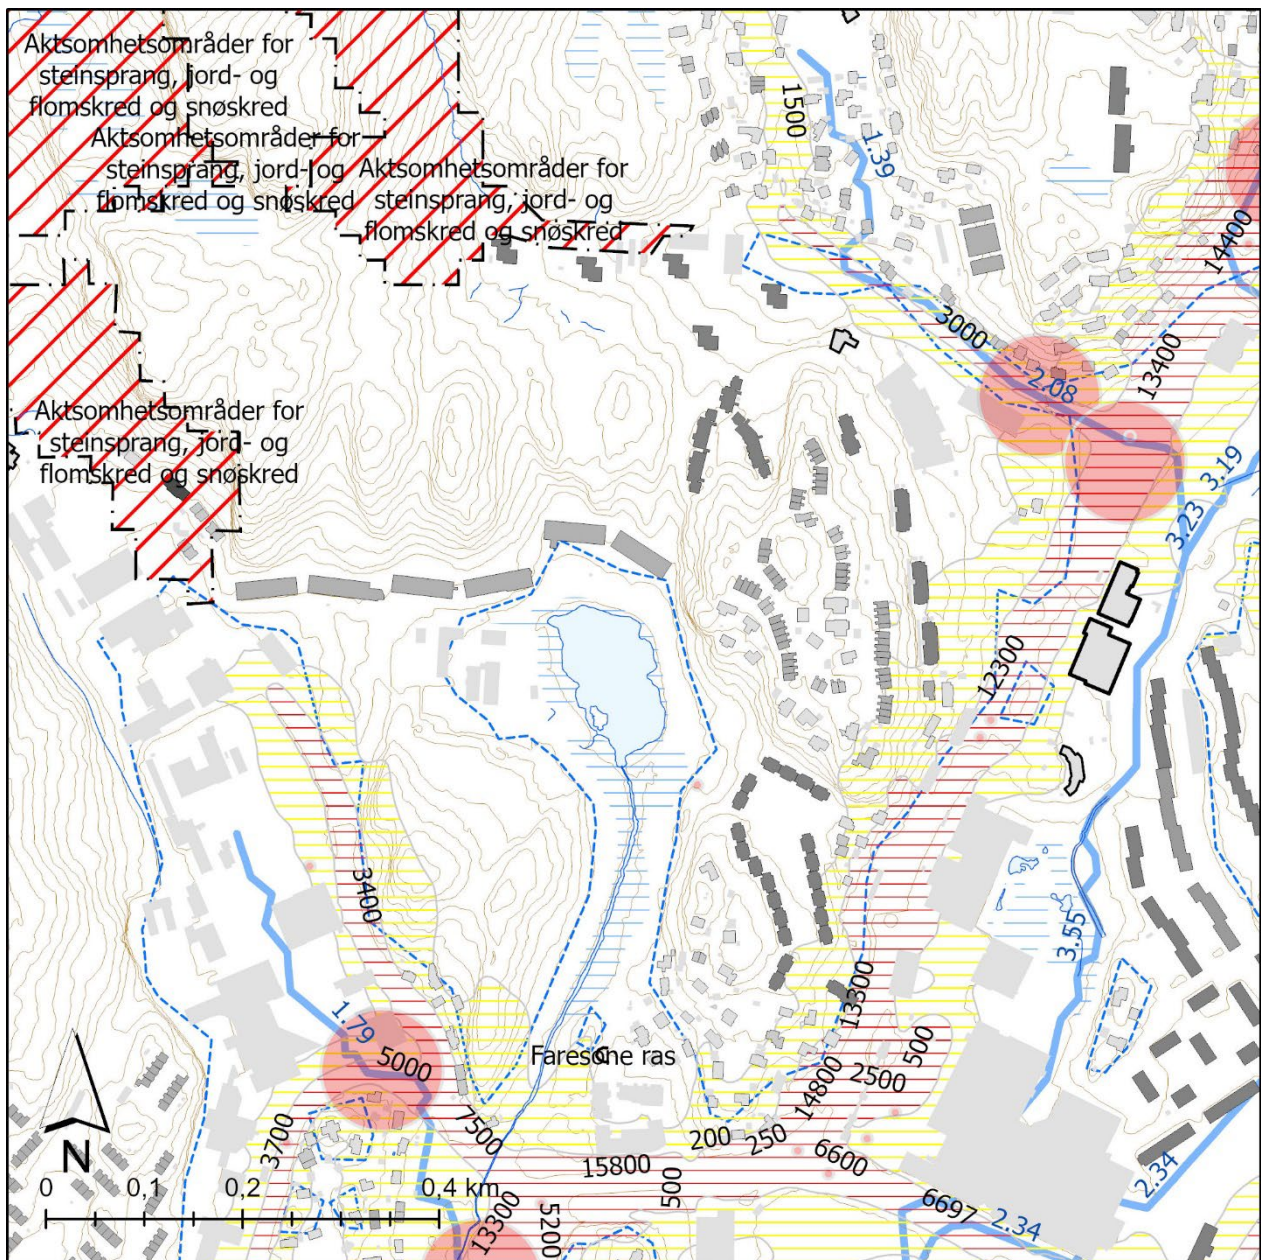 Aktsomhetsområder for
steinsprang, jord- og
flomskred og snøskred
Aktsomhetsområder for
steinsprang, jord- og
flomskred og snøskred
Aktsomhetsområder for
steinsprang, jord- og
flomskred og snøskred
1500
1.39
14400
3000
13400
2.08
Aktsomhetsområder for
steinsprang, jord- og
flomskred og snøskred
3.19
3.23
12300
3400
3.55
13300
1.79
5000
Faresone ras
500
2500
14800
3700
7500
200
250
6600
15800
500
2.34
6697
2.34
13300
5200
N
0
0,1
0,2
0,4 km